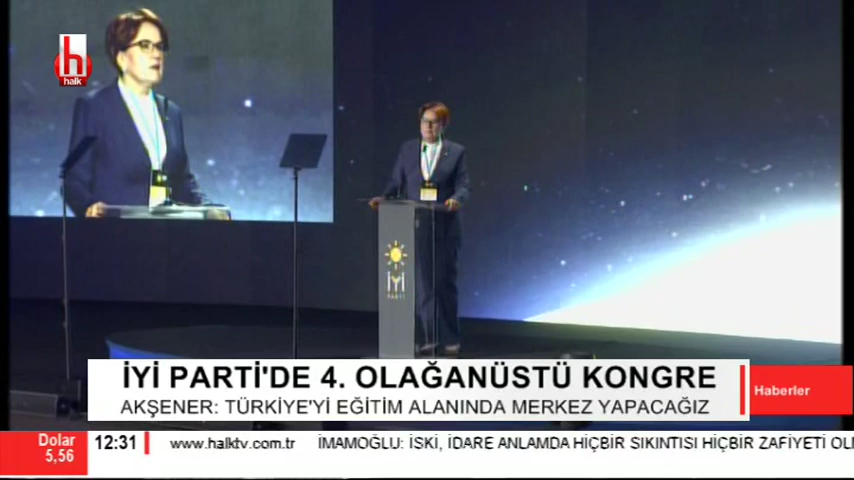 h
halk
İYİ
PARTİ
İYİ PARTİ'DE 4. OLAĞANÜSTÜ KONGRE
AKŞENER: TÜRKİYE'Yİ EĞİTİM ALANINDA MERKEZ YAPACAĞIZ
Haberler
Dolar
5,56
12:31
www.halktv.com.tr
İMAMOĞLU: İSKİ, İDARE ANLAMDA HİÇBİR SIKINTISI HİÇBİR ZAFİYETİ OLM